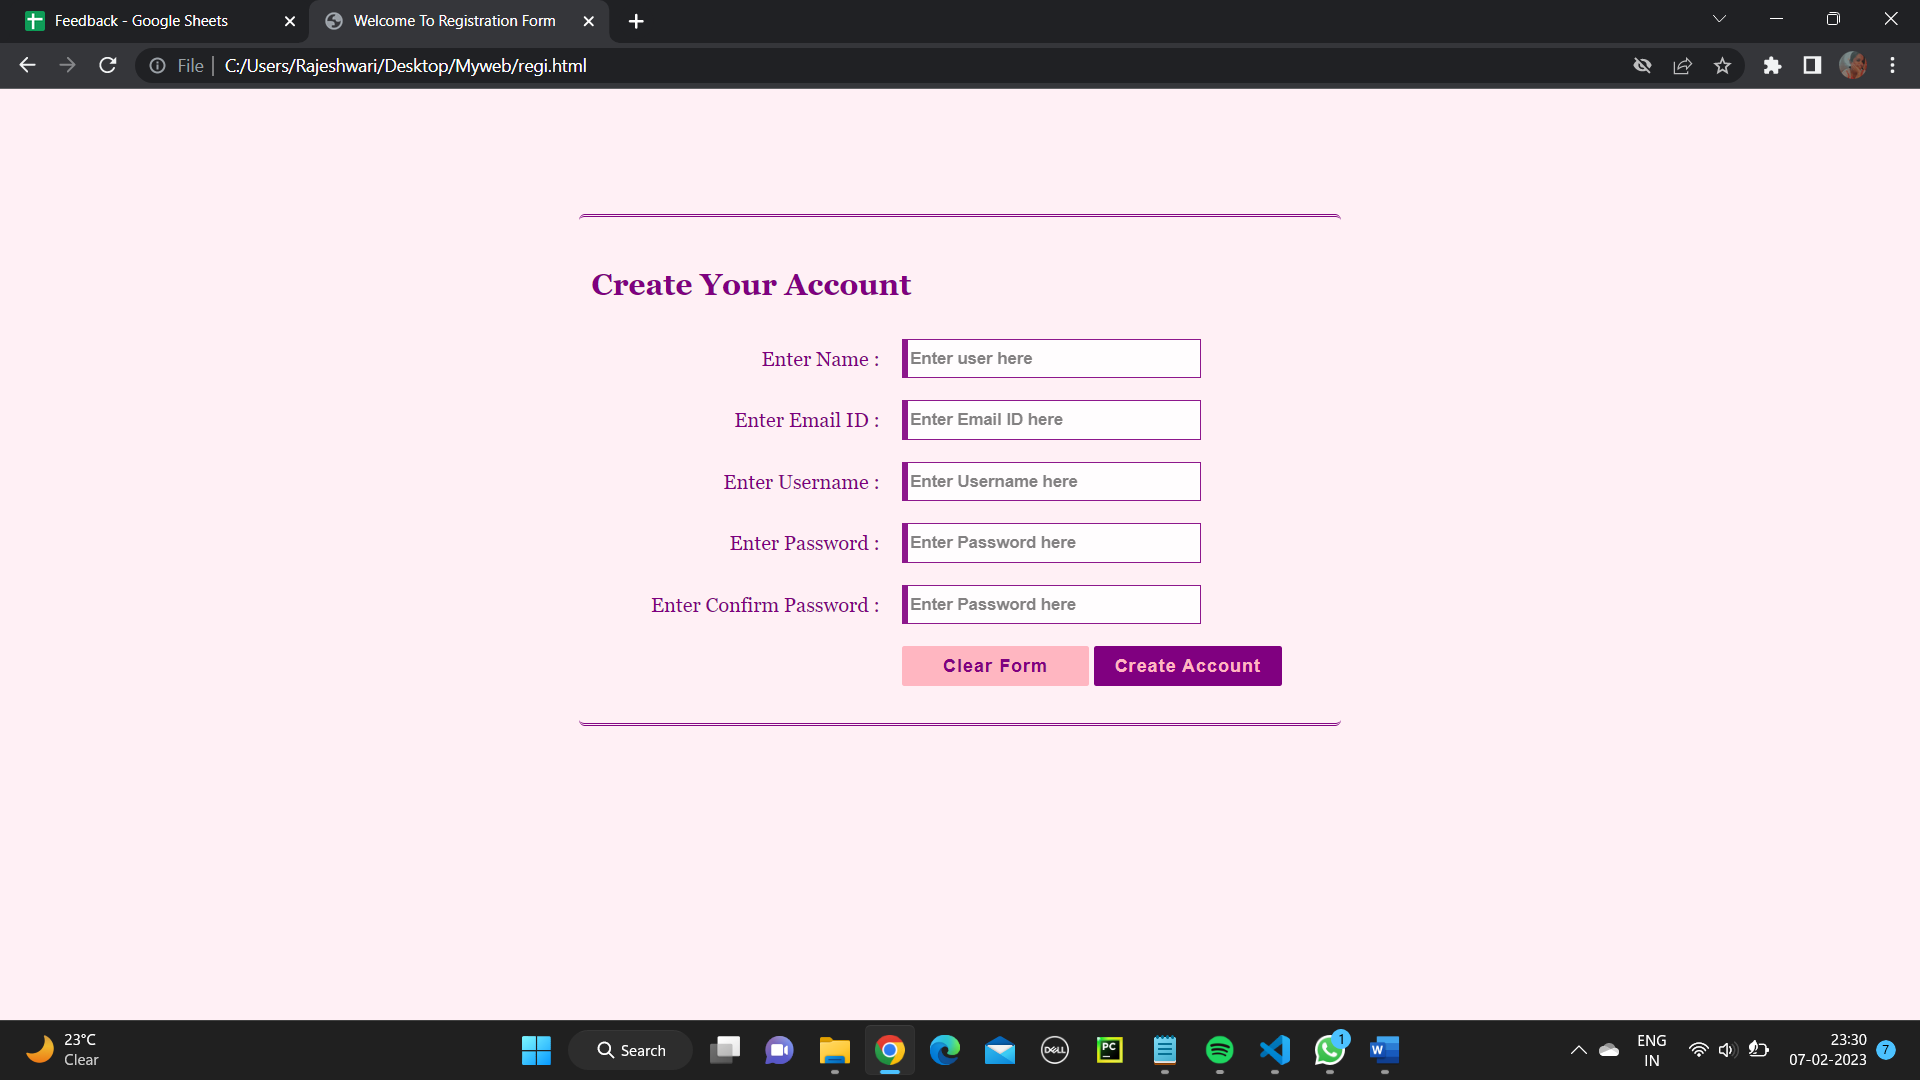 Feedback - Google Sheets
Welcome To Registration Form
File
C:/Users/Rajeshwari/Desktop/Myweb/regi.html
Create Your Account
Enter Name : Enter user here
Enter Email ID : Enter Email ID here
Enter Username : Enter Username here
Enter Password : Enter Password here
Enter Confirm Password : Enter Password here
Clear Form Create Account
23°C
Clear
Search
DELL
PC
1
W
ENG
IN
23:30
07-02-2023
7